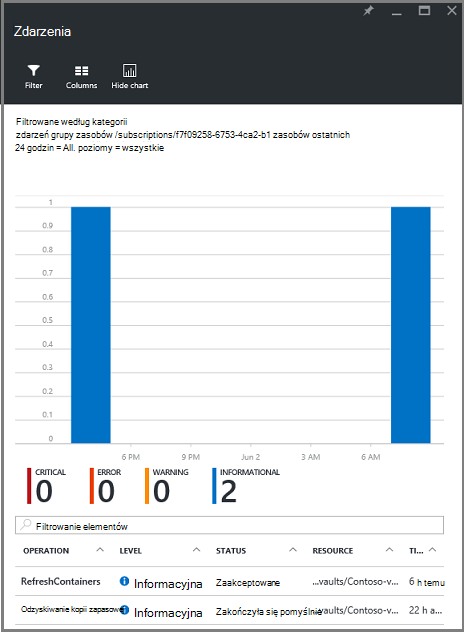 Zdarzenia
Filter Columns Hide chart
Filtrowane według kategorii
zdarzeń grupy zasobów /subscriptions/f7f09258-6753-4ca2-b1 zasobów ostatnich
24 godzin = All. poziomy = wszystkie
1
0.9
0.8
0.7
0.6
0.5
0.4
0.3
0.2
0.1
0
6 PM 9 PM Jun 2 3 AM 6 AM
CRITICAL ERROR WARNING INFORMATIONAL
0 0 0 2
Filtrowanie elementów
OPERATION LEVEL STATUS RESOURCE TI...
RefreshContainers Informacyjna Zaakceptowane ...vaults/Contoso-v... 6 h temu
Odzyskiwanie kopii zapasowe Informacyjna Zakończyła się pomyślnie ...vaults/Contoso-v... 22 h a...